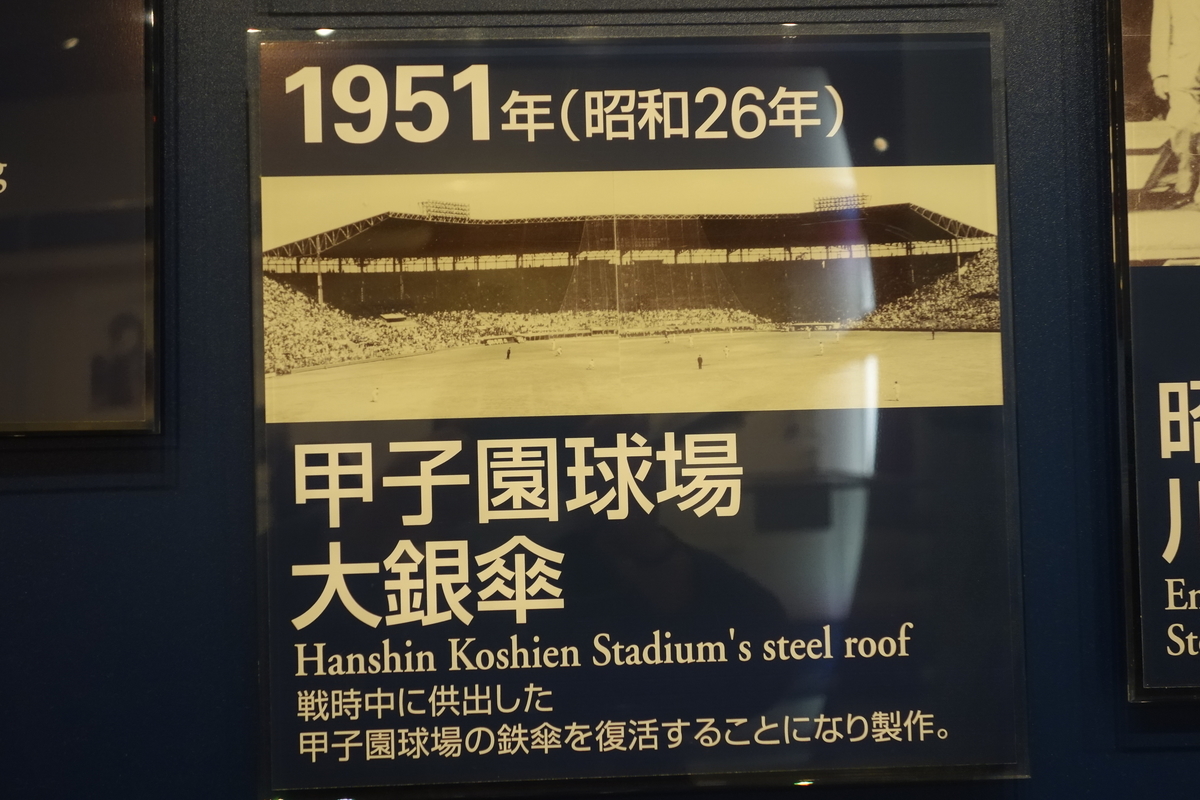 1951年(昭和26年)
甲子園球場
大銀傘
Hanshin Koshien Stadium's steel roof
戦時中に供出した
甲子園球場の鉄傘を復活することになり製作。